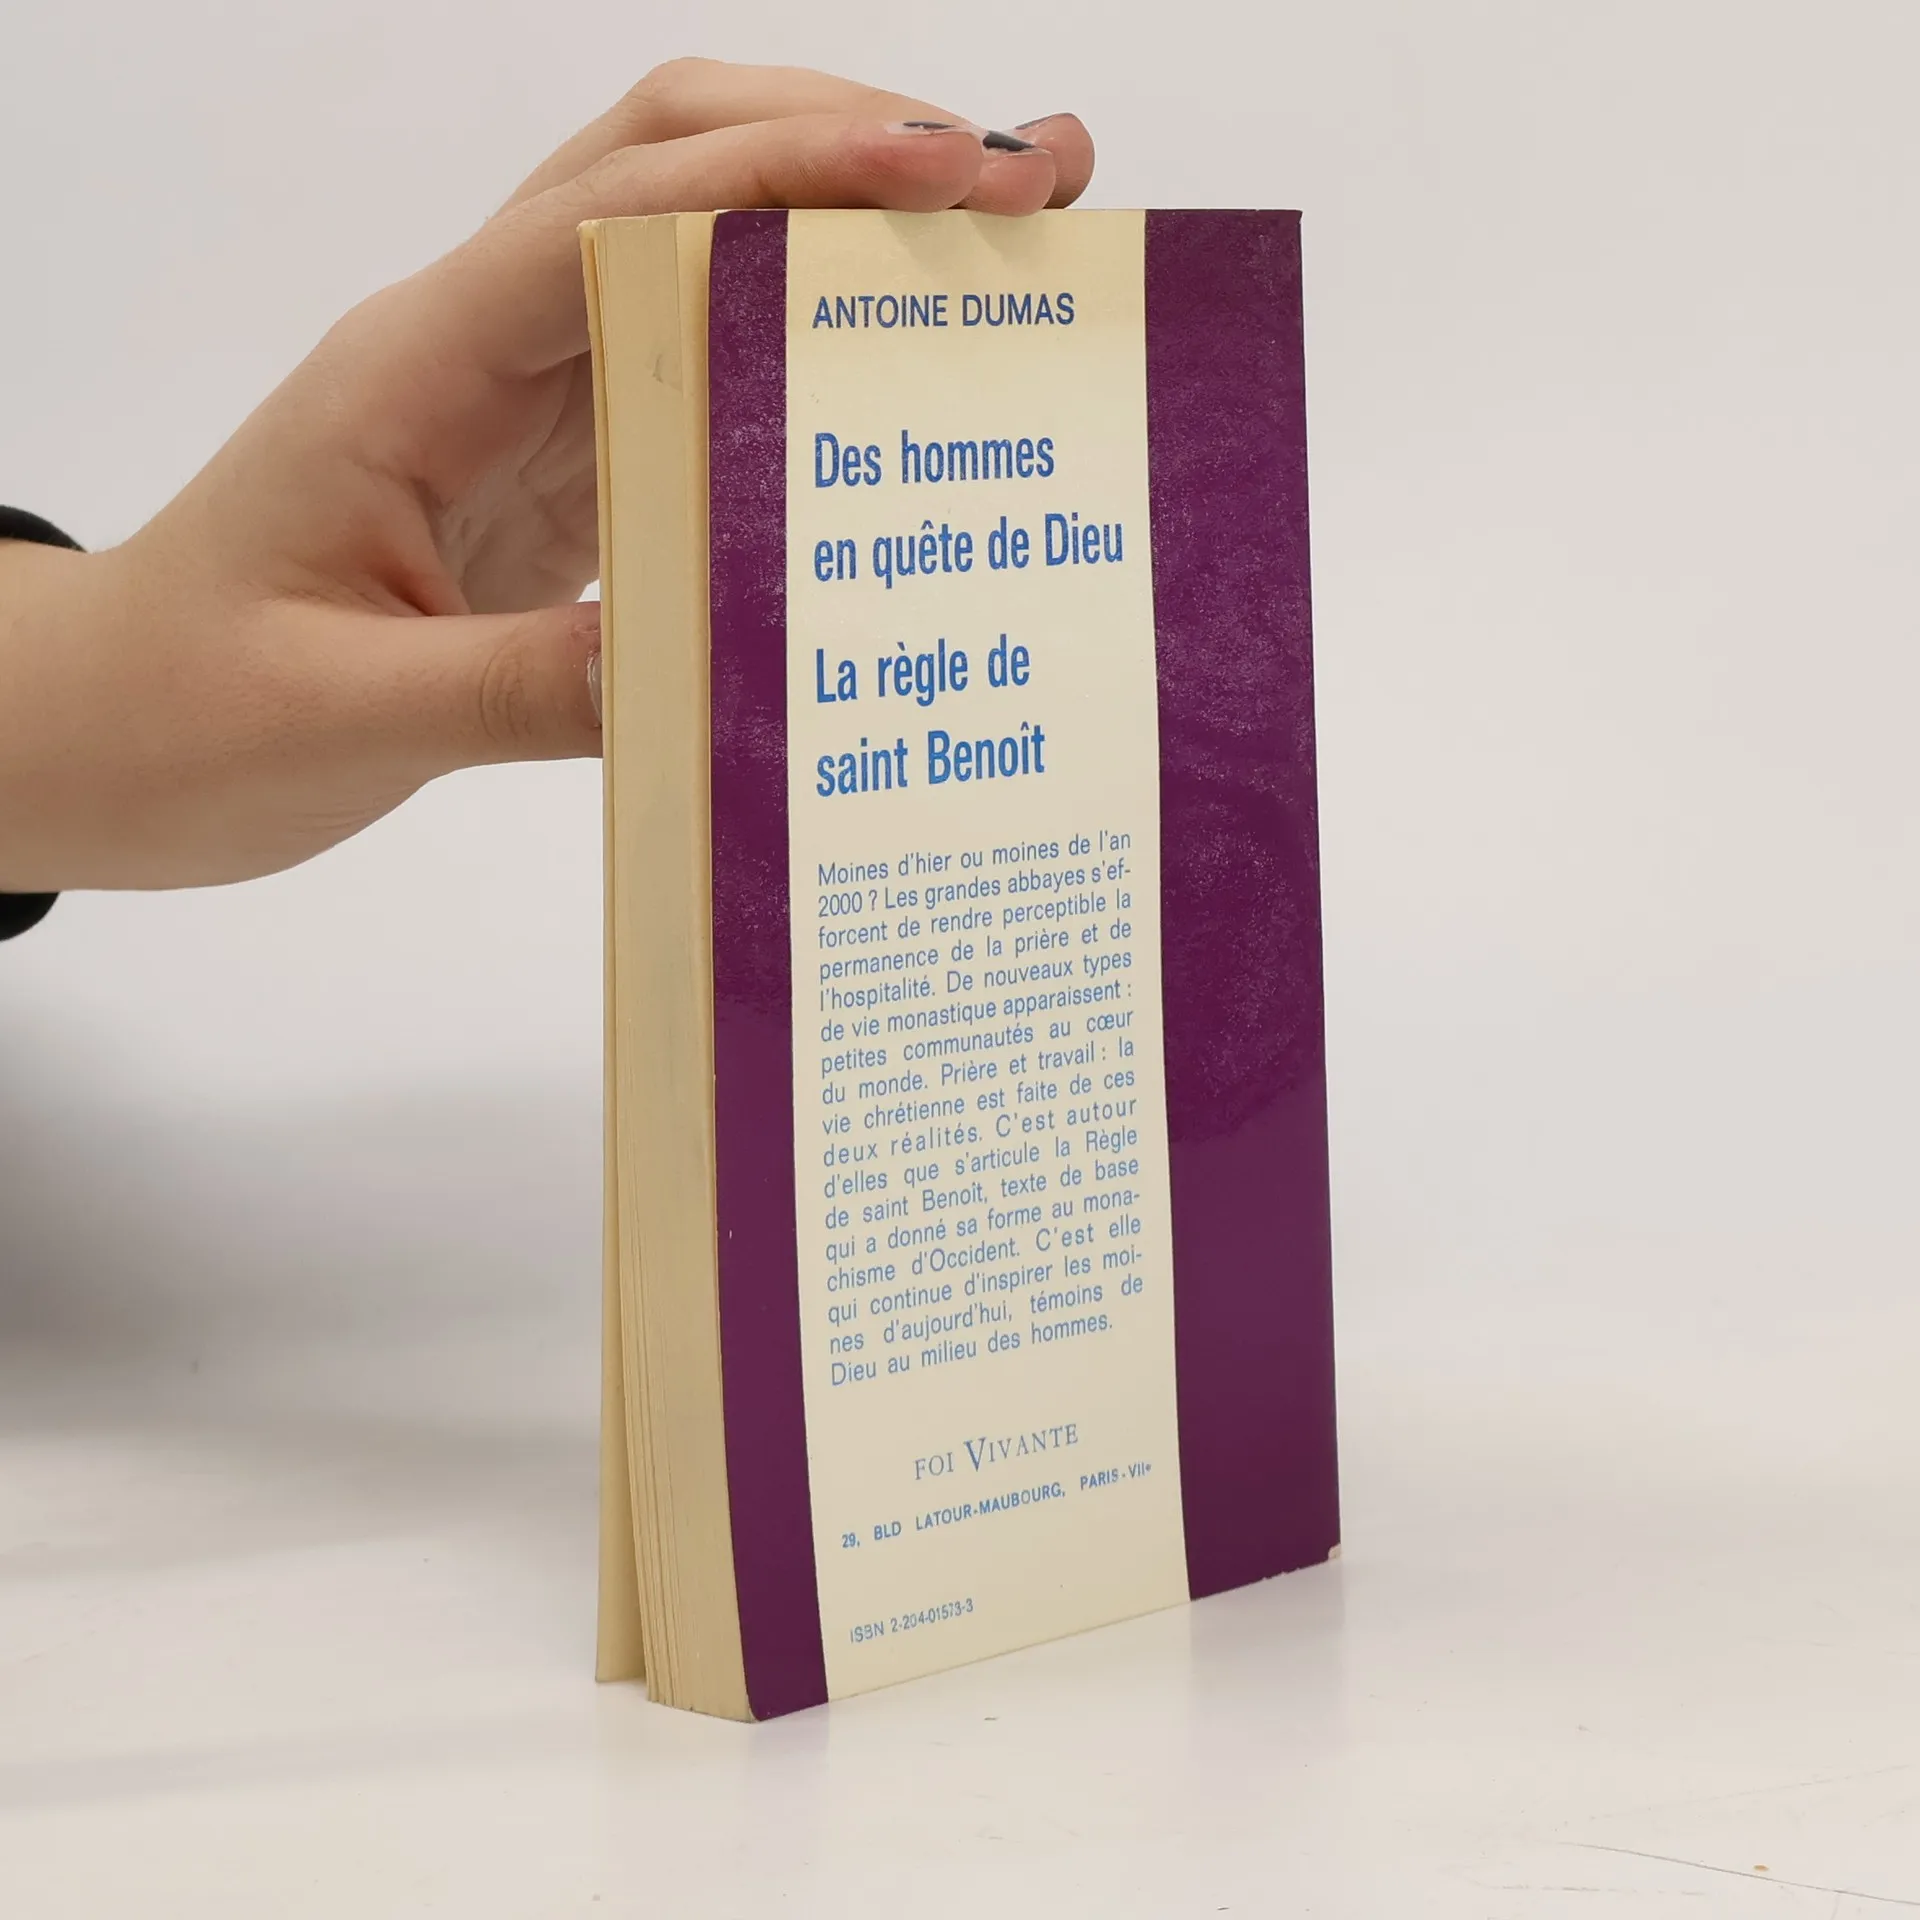 ANTOINE DUMAS
Des hommes
en quête de Dieu
La règle de
saint Benoît
Moines d'hier ou moines de l'an
2000 ? Les grandes abbayes s'ef-
forcent de rendre perceptible la
permanence de la prière et de
l'hospitalité. De nouveaux types
de vie monastique apparaissent :
petites communautés au cœur
du monde. Prière et travail : la
vie chrétienne est faite de ces
deux réalités. C'est autour
d'elles que s'articule la Règle
de saint Benoît, texte de base
qui a donné sa forme au mona-
chisme d'Occident. C'est elle
qui continue d'inspirer les moi-
nes d'aujourd'hui, témoins de
Dieu au milieu des hommes.
FOI VIVANTE
29, BLD LATOUR-MAUBOURG, PARIS-VIIe
ISBN 2-204-01573-3